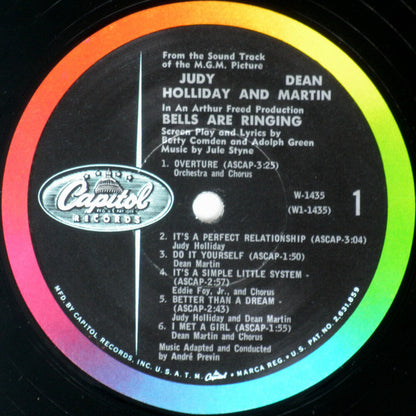 From the Sound Track
of the M.G.M. Picture
JUDY DEAN
HOLLIDAY AND MARTIN
In An Arthur Freed Production
BELLS ARE RINGING
Screen Play and Lyrics by
Betty Comden and Adolph Green
Music by Jule Styne
1. OVERTURE (ASCAP-3:25)
Orchestra and Chorus
Capitol
RECORDS
W-1435
(W1-1435)
1
2. IT'S A PERFECT RELATIONSHIP (ASCAP-3:04)
Judy Holliday
3. DO IT YOURSELF (ASCAP-1:50)
Dean Martin
4. IT'S A SIMPLE LITTLE SYSTEM -
(ASCAP-2:57)
Eddie Foy, Jr., and Chorus
5. BETTER THAN A DREAM -
(ASCAP-2:43)
Judy Holliday and Dean Martin
6. I MET A GIRL (ASCAP-1:55)
Dean Martin and Chorus
Music Adapted and Conducted
by André Previn
MFD. BY CAPITOL RECORDS, INC. U.S.A. T.M. Capitol MARCA REG. • U.S. PAT. NO. 2,631,859